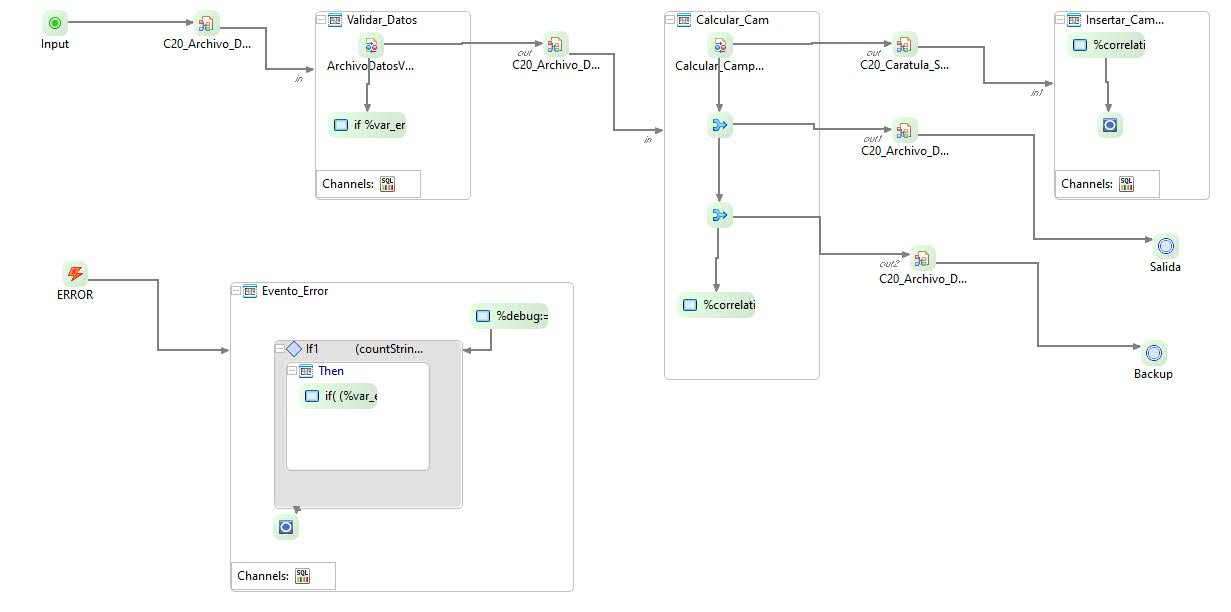 Input
C20_Archivo_D...
in
Validar_Datos
ArchivoDatosV...
if %var_er
Channels:
SQL
out
C20_Archivo_D...
in
Calcular_Cam
Calcular_Camp...
%correlati
out
C20_Caratula_S...
in1
out1
C20_Archivo_D...
out2
C20_Archivo_D...
Insertar_Cam...
%correlati
Channels:
SQL
Salida
Backup
ERROR
Evento_Error
%debug:=
If1 (countStrin...
Then
if( (%var_e
Channels:
SQL